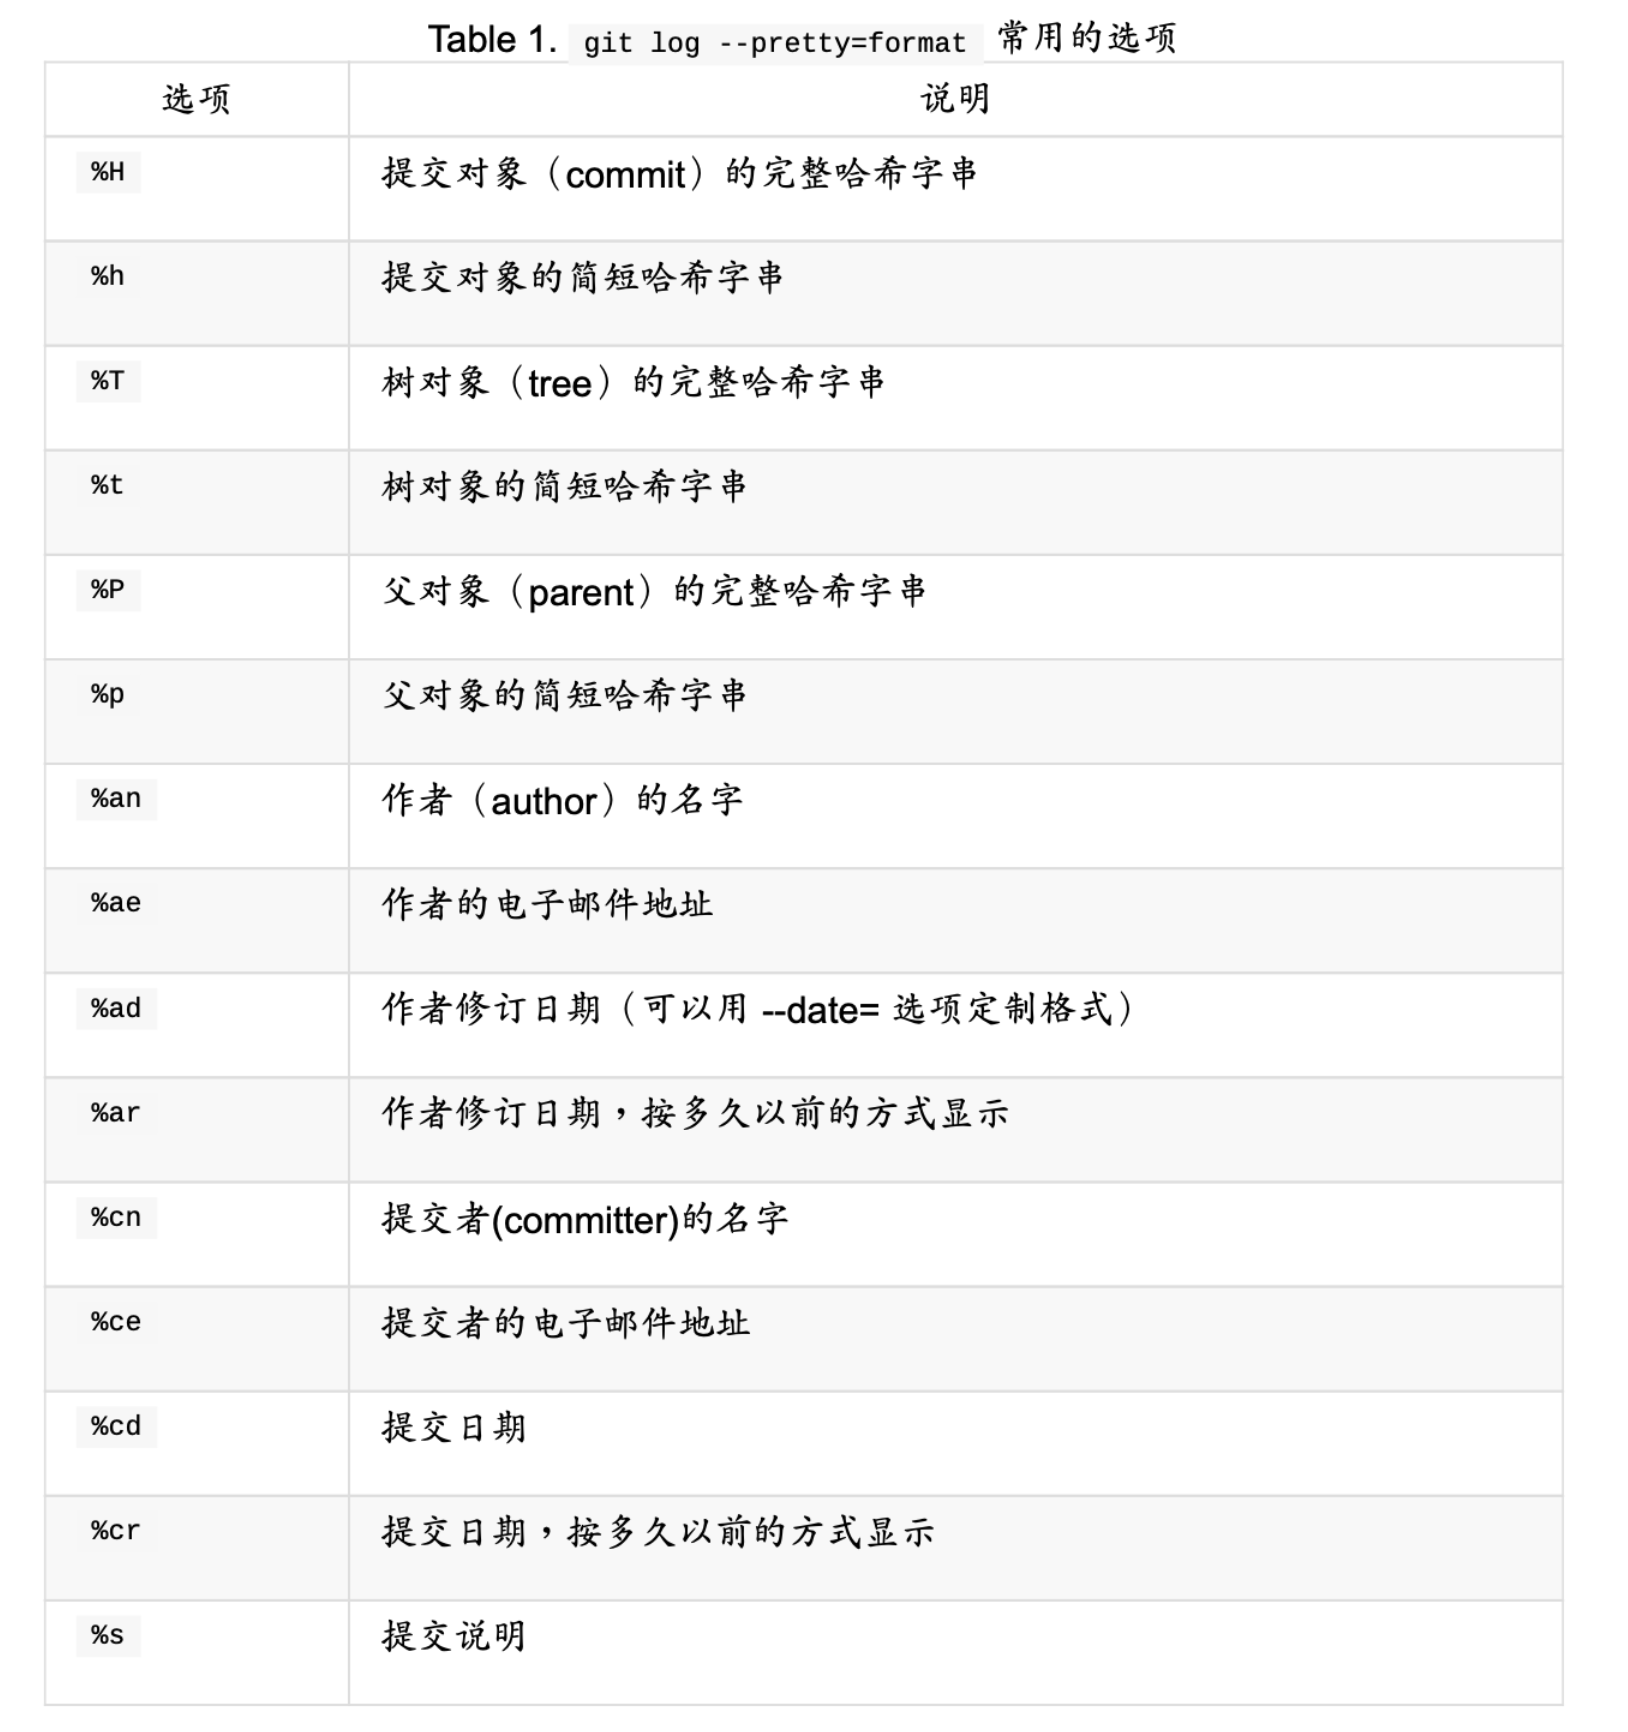 Table 1. git log --pretty=format 常用的选项
选项 说明
%H 提交对象（commit）的完整哈希字串
%h 提交对象的简短哈希字串
%T 树对象（tree）的完整哈希字串
%t 树对象的简短哈希字串
%P 父对象（parent）的完整哈希字串
%p 父对象的简短哈希字串
%an 作者（author）的名字
%ae 作者的电子邮件地址
%ad 作者修订日期（可以用 --date= 选项定制格式）
%ar 作者修订日期，按多久以前的方式显示
%cn 提交者(committer)的名字
%ce 提交者的电子邮件地址
%cd 提交日期
%cr 提交日期，按多久以前的方式显示
%s 提交说明